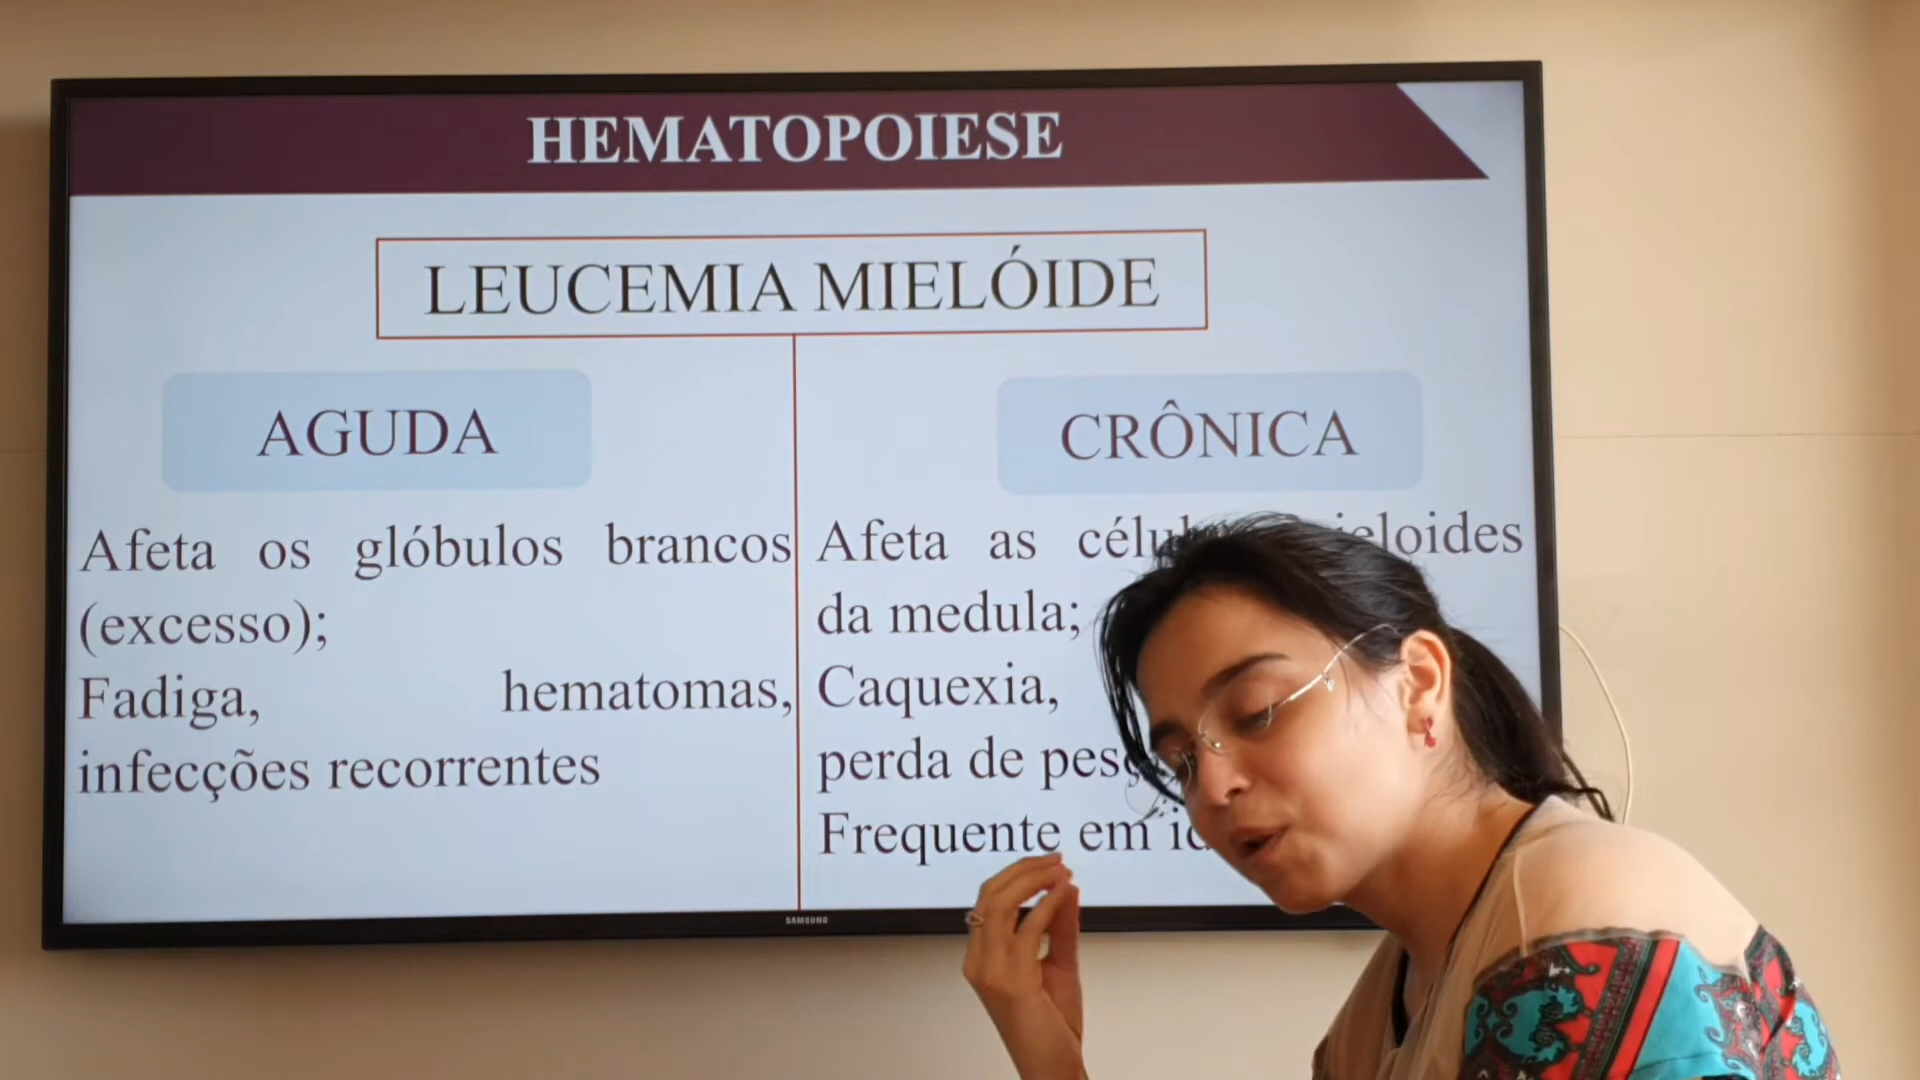 HEMATOPOIESE
LEUCEMIA MIELÓIDE
AGUDA
Afeta os glóbulos brancos
(excesso);
Fadiga, hematomas,
infecções recorrentes
CRÔNICA
Afeta as
da medula;
Caquexia,
perda de
Frequente em
SAMSUNG